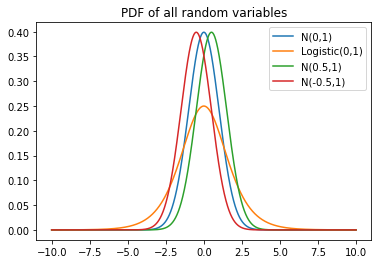 PDF of all random variables
N(0,1)
Logistic(0,1)
N(0.5,1)
N(-0.5,1)
0.40
0.35
0.30
0.25
0.20
0.15
0.10
0.05
0.00
−10.0 −7.5 −5.0 −2.5 0.0 2.5 5.0 7.5 10.0